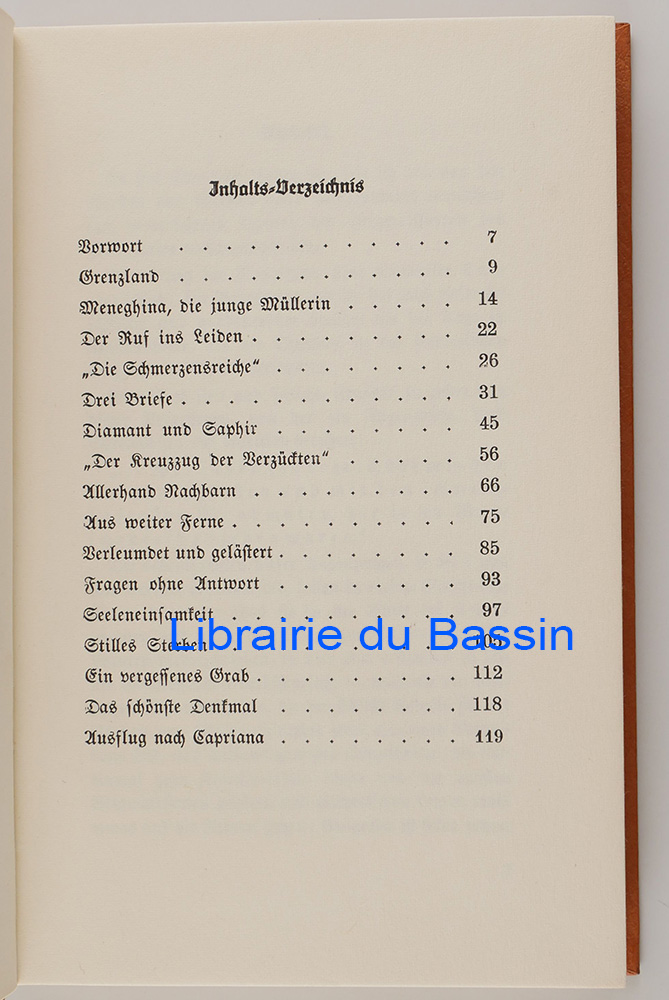 Inhalts-Verzeichnis
Vorwort . . . . . . . . . . . . 7
Grenzland . . . . . . . . . . . . 9
Meneghina, die junge Müllerin . . . . . 14
Der Ruf ins Leiden . . . . . . . . . 22
„Die Schmerzensreiche“ . . . . . . . . 26
Drei Briefe . . . . . . . . . . . . 31
Diamant und Saphir . . . . . . . . 45
„Der Kreuzzug der Verzückten“ . . . . . 56
Allerhand Nachbarn . . . . . . . . . 66
Aus weiter Ferne . . . . . . . . . . 75
Verleumdet und gelästert . . . . . . . . 85
Fragen ohne Antwort . . . . . . . . 93
Seeleneinsamkeit . . . . . . . . . . 97
Stilles Sterben . . . . . . . . . . 105
Librairie du Bassin
Ein vergessenes Grab . . . . . . . . . 112
Das schönste Denkmal . . . . . . . . 118
Ausflug nach Capriana . . . . . . . . 119